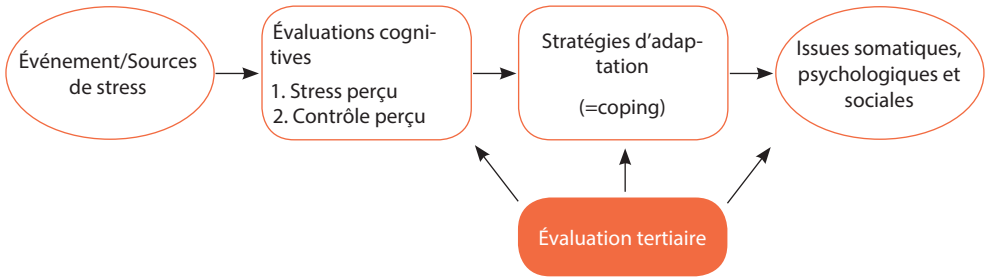 Événement/Sources
de stress
Évaluations cogni-
tives
1. Stress perçu
2. Contrôle perçu
Stratégies d'adap-
tation
(=coping)
Issues somatiques,
psychologiques et
sociales
Évaluation tertiaire